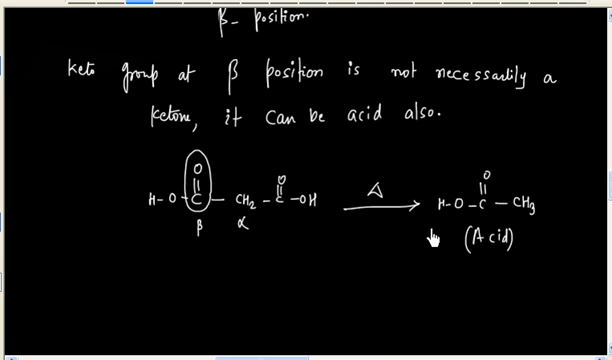 β- position.
keto group at β position is not necessarily a
ketone, it can be acid also.
O O Δ O
H-O-C-CH2-C-OH → H-O-C-CH3
β α (Acid)